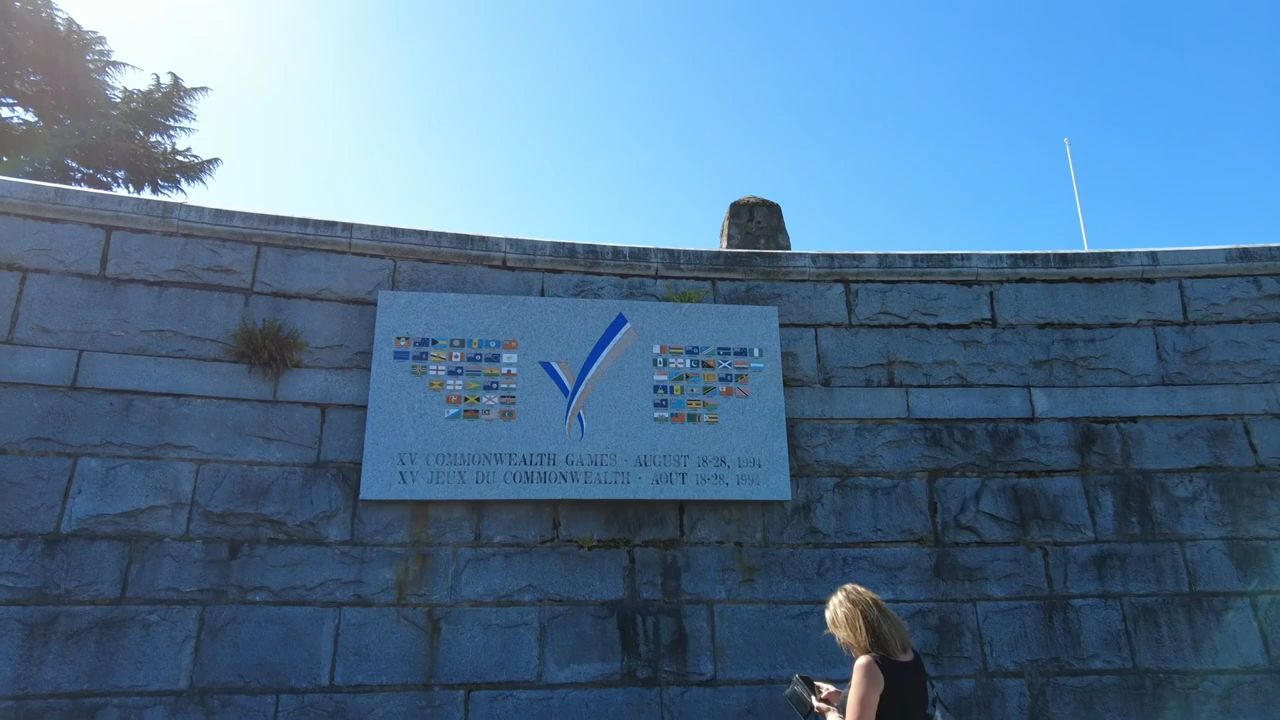 XV COMMONWEALTH GAMES · AUGUST 18-28, 1994
XV JEUX DU COMMONWEALTH · AOUT 18-28, 1994